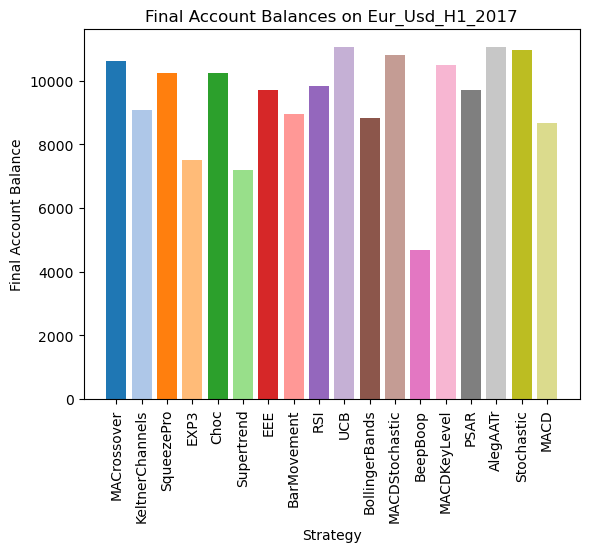 Final Account Balances on Eur_Usd_H1_2017
Final Account Balance
10000
8000
6000
4000
2000
0
MACrossover
KeltnerChannels
SqueezePro
EXP3
Choc
Supertrend
EEE
BarMovement
RSI
UCB
BollingerBands
MACDStochastic
BeepBoop
MACDKeyLevel
PSAR
AlegAATr
Stochastic
MACD
Strategy